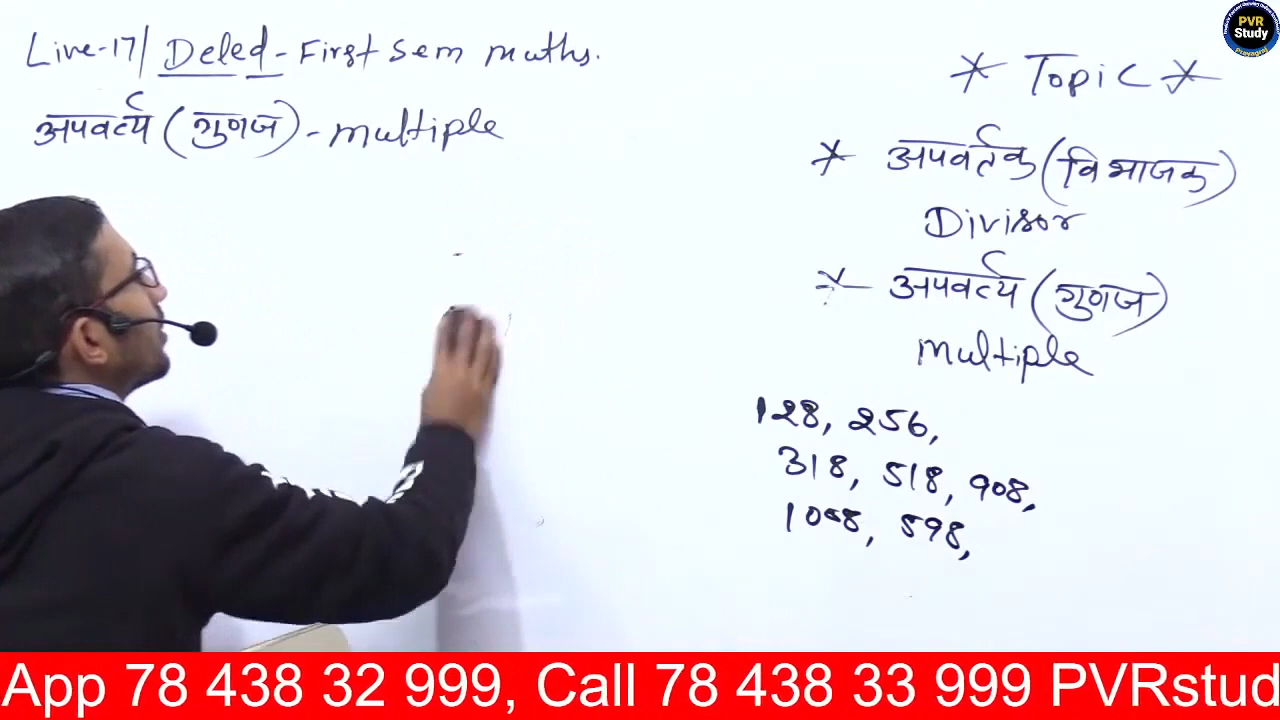 Live-17/ Deled - First Sem maths.
अपवर्त्य (गुणज) - multiple
* Topic *
* अपवर्तक (विभाजक)
Divisor
* अपवर्त्य (गुणज)
multiple
128, 256,
318, 518, 908,
1058, 598,
PVR
Study
Prayagraj
App 78 438 32 999, Call 78 438 33 999 PVRstud